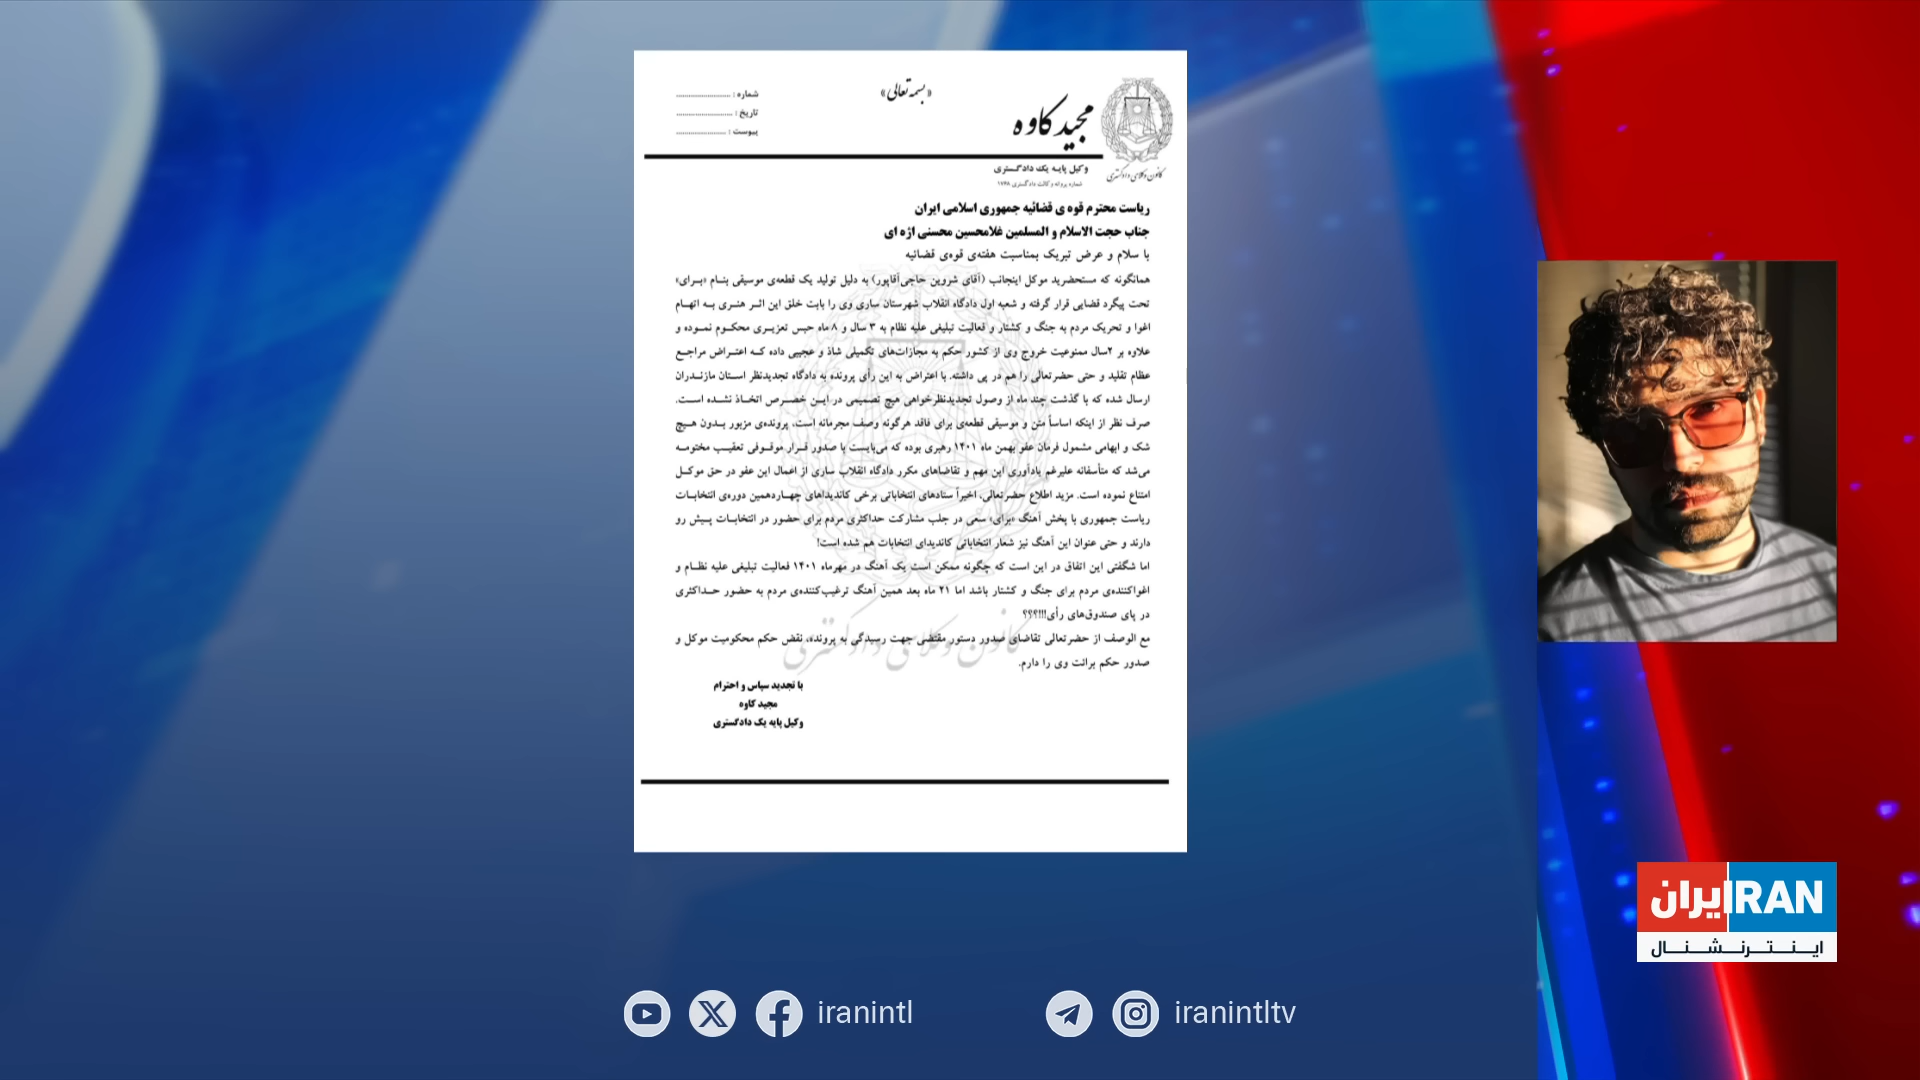 « بسمه تعالی »
مجید کاوه
شماره : ........................
تاریخ : ........................
پیوست : ........................
وکیل پایه یک دادگستری
کانون وکلای دادگستری
ریاست محترم قوه ی قضائیه جمهوری اسلامی ایران
جناب حجت الاسلام و المسلمین غلامحسین محسنی اژه ای
با سلام و عرض تبریک بمناسبت هفته‌ی قوه‌ی قضائیه
همانگونه که مستحضرید موکل اینجانب (آقای شروین حاجی‌آقاپور) به دلیل تولید یک قطعه‌ی موسیقی بنام «برای»
تحت پیگرد قضایی قرار گرفته و شعبه اول دادگاه انقلاب شهرستان ساری وی را بابت خلق این اثر هنری به اتهام
اغوا و تحریک مردم به جنگ و کشتار و فعالیت تبلیغی علیه نظام به ۳ سال و ۸ ماه حبس تعزیری محکوم نموده و
علاوه بر ۲سال ممنوعیت خروج وی از کشور حکم به مجازات‌های تکمیلی شاذ و عجیبی داده که اعتراض مراجع
عظام تقلید و حتی حضرتعالی را هم در پی داشته. با اعتراض به این رأی پرونده به دادگاه تجدیدنظر استان مازندران
ارسال شده که با گذشت چند ماه از وصول تجدیدنظرخواهی هیچ تصمیمی در این خصوص اتخاذ نشده است.
صرف نظر از اینکه اساساً متن و موسیقی قطعه‌ی برای فاقد هرگونه وصف مجرمانه است، پرونده‌ی مزبور بدون هیچ
شک و ابهامی مشمول فرمان عفو بهمن ماه ۱۴۰۱ رهبری بوده که می‌بایست با صدور قرار موقوفی تعقیب مختومه
می‌شد که متأسفانه علیرغم یادآوری این مهم و تقاضاهای مکرر دادگاه انقلاب ساری از اعمال این عفو در حق موکل
امتناع نموده است. مزید اطلاع حضرتعالی، اخیراً ستادهای انتخاباتی برخی کاندیداهای چهاردهمین دوره‌ی انتخابات
ریاست جمهوری با پخش آهنگ «برای» سعی در جلب مشارکت حداکثری مردم برای حضور در انتخابات پیش رو
دارند و حتی عنوان این آهنگ نیز شعار انتخاباتی کاندیدای انتخابات هم شده است!
اما شگفتی این اتفاق در این است که چگونه ممکن است یک آهنگ در مهرماه ۱۴۰۱ فعالیت تبلیغی علیه نظام و
اغواکننده‌ی مردم برای جنگ و کشتار باشد اما ۲۱ ماه بعد همین آهنگ ترغیب‌کننده‌ی مردم به حضور حداکثری
در پای صندوق‌های رأی!!!؟؟؟
مع الوصف از حضرتعالی تقاضای صدور دستور مقتضی جهت رسیدگی به پرونده، نقض حکم محکومیت موکل و
صدور حکم برائت وی را دارم.
با تجدید سپاس و احترام
مجید کاوه
وکیل پایه یک دادگستری
کانون وکلای دادگستری
ایران IRAN
اینترنشنال
iranintl
iranintltv